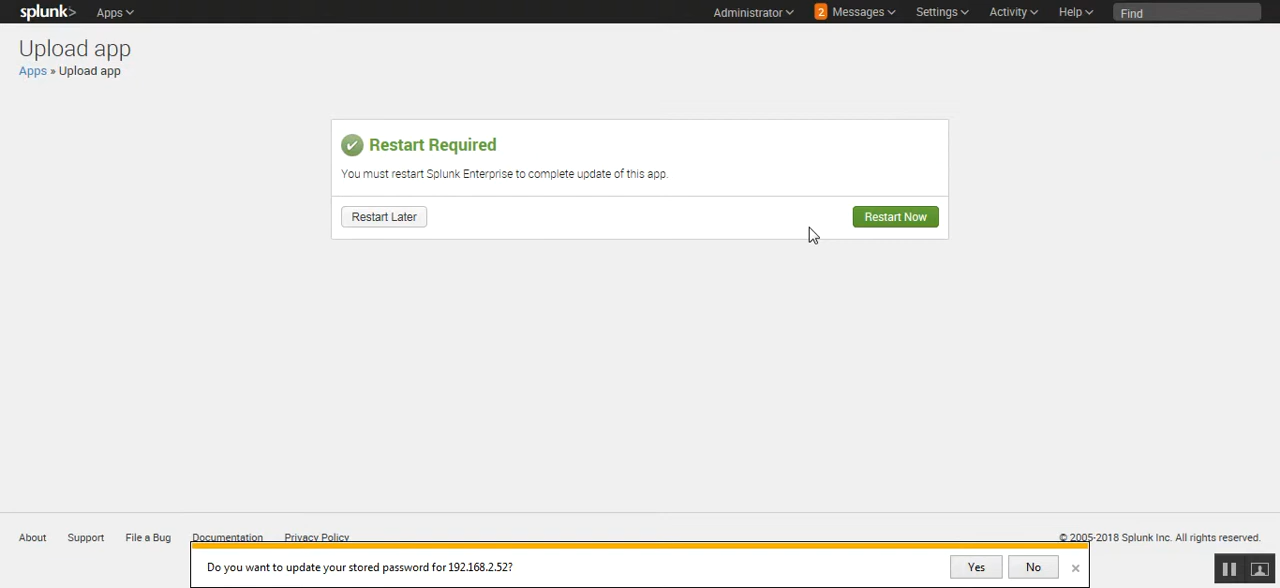 splunk> Apps Administrator 2 Messages Settings Activity Help Find
Upload app
Apps » Upload app
Restart Required
You must restart Splunk Enterprise to complete update of this app.
Restart Later Restart Now
About Support File a Bug Documentation Privacy Policy © 2005-2018 Splunk Inc. All rights reserved.
Do you want to update your stored password for 192.168.2.52? Yes No ×